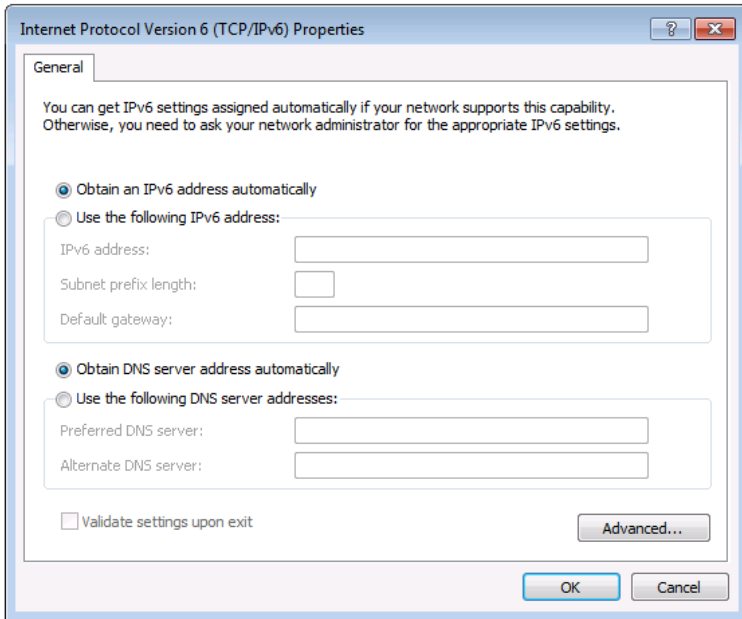 Internet Protocol Version 6 (TCP/IPv6) Properties
?
General
You can get IPv6 settings assigned automatically if your network supports this capability.
Otherwise, you need to ask your network administrator for the appropriate IPv6 settings.
Obtain an IPv6 address automatically
Use the following IPv6 address:
IPv6 address:
Subnet prefix length:
Default gateway:
Obtain DNS server address automatically
Use the following DNS server addresses:
Preferred DNS server:
Alternate DNS server:
Validate settings upon exit
Advanced...
OK
Cancel